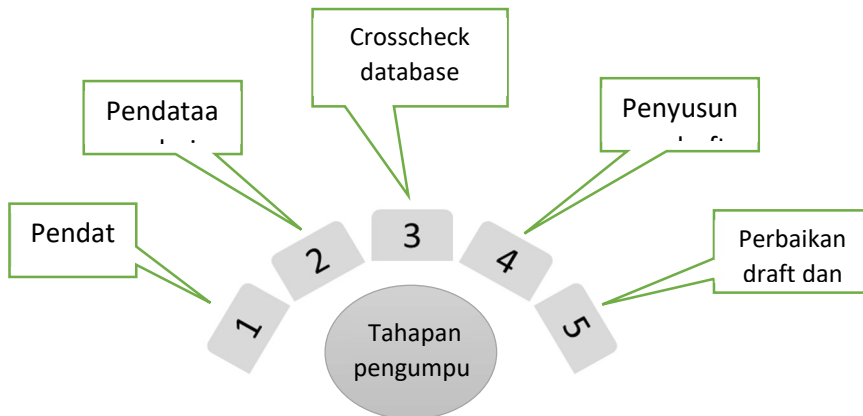 Crosscheck
database
Pendataa
Penyusun
Pendat
Perbaikan
draft dan
1
2
3
4
5
Tahapan
pengumpu